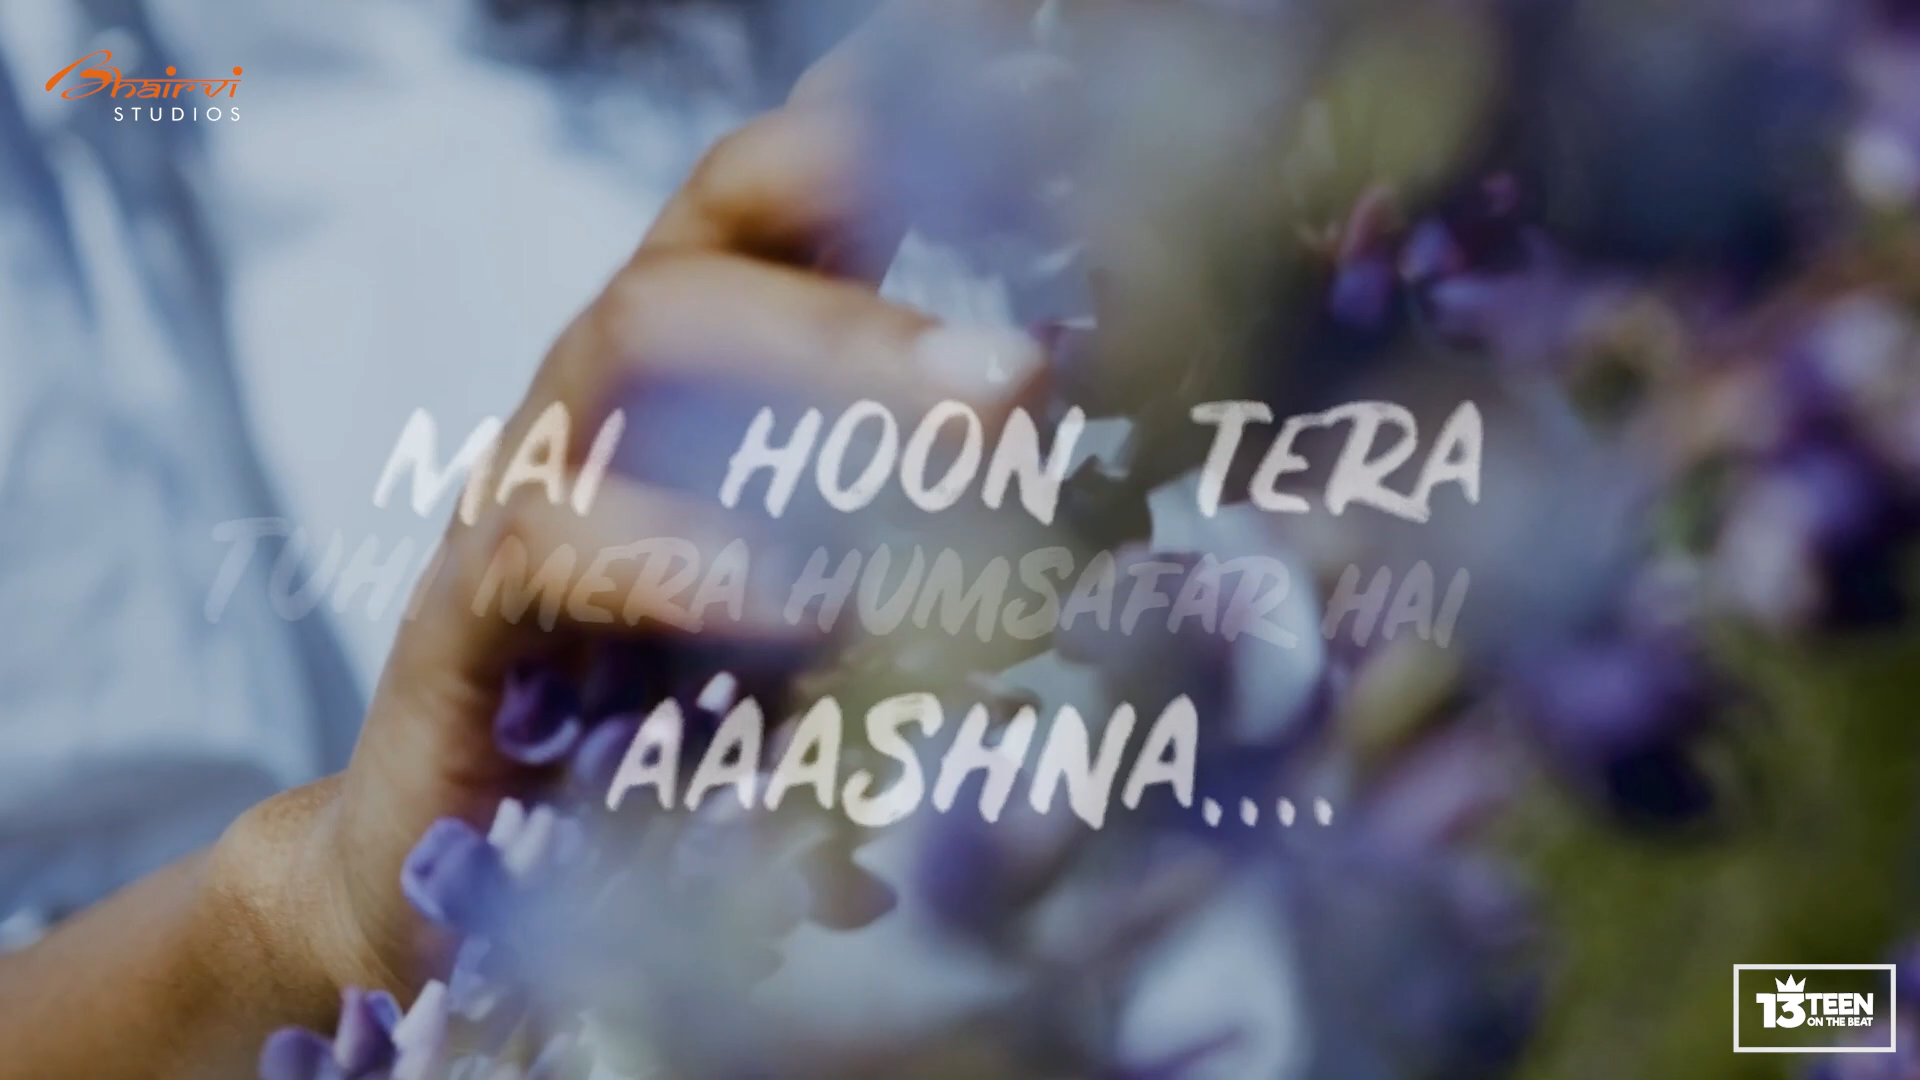 Bhairvi
STUDIOS
MAI HOON TERA
TUHI MERA HUMSAFAR HAI
AAASHNA....
13TEEN
ON THE BEAT